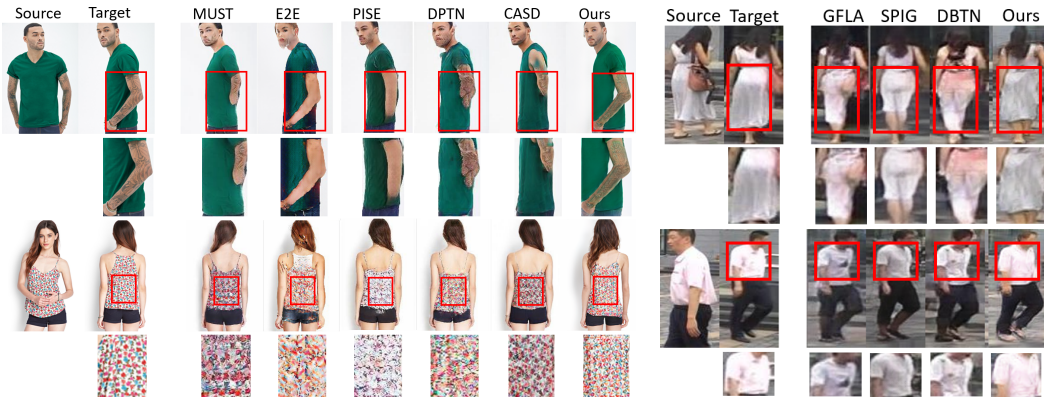 Source Target MUST E2E PISE DPTN CASD Ours
Source Target GFLA SPIG DBTN Ours